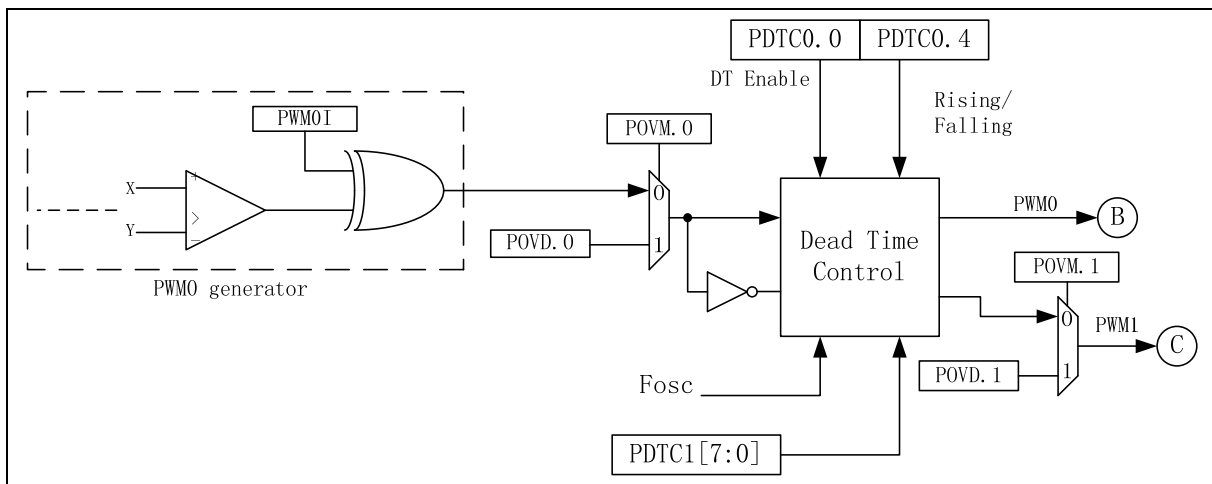 PDTC0.0 PDTC0.4
DT Enable
Rising/
Falling
PWM0I
POVM.0
X
+
>
Y
−
0
POVD.0
1
PWM0 generator
Dead Time
Control
PWM0
B
POVM.1
0
PWM1
C
POVD.1
1
Fosc
PDTC1[7:0]